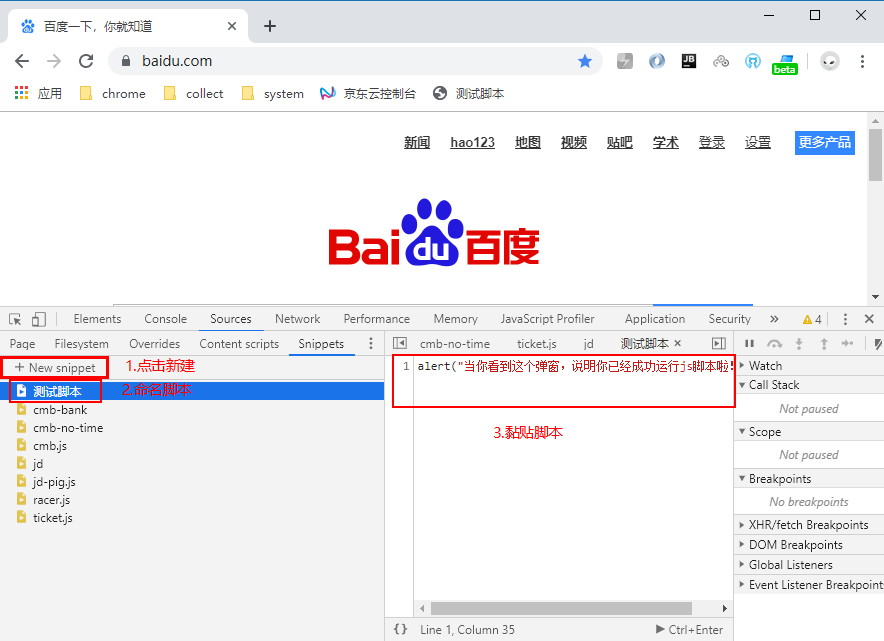 百度一下，你就知道
baidu.com
JB
beta
应用 chrome collect system 京东云控制台 测试脚本
新闻 hao123 地图 视频 贴吧 学术 登录 设置 更多产品
Bai du 百度
Elements Console Sources Network Performance Memory JavaScript Profiler Application Security » 4
Page Filesystem Overrides Content scripts Snippets
cmb-no-time ticket.js jd 测试脚本 ×
+ New snippet 1.点击新建
测试脚本 2.命名脚本
cmb-bank
cmb-no-time
cmb.js
jd
jd-pig.js
racer.js
ticket.js
1 alert("当你看到这个弹窗，说明你已经成功运行js脚本啦!
3.黏贴脚本
{} Line 1, Column 35 Ctrl+Enter
Watch
Call Stack
Not paused
Scope
Not paused
Breakpoints
No breakpoints
XHR/fetch Breakpoints
DOM Breakpoints
Global Listeners
Event Listener Breakpoint